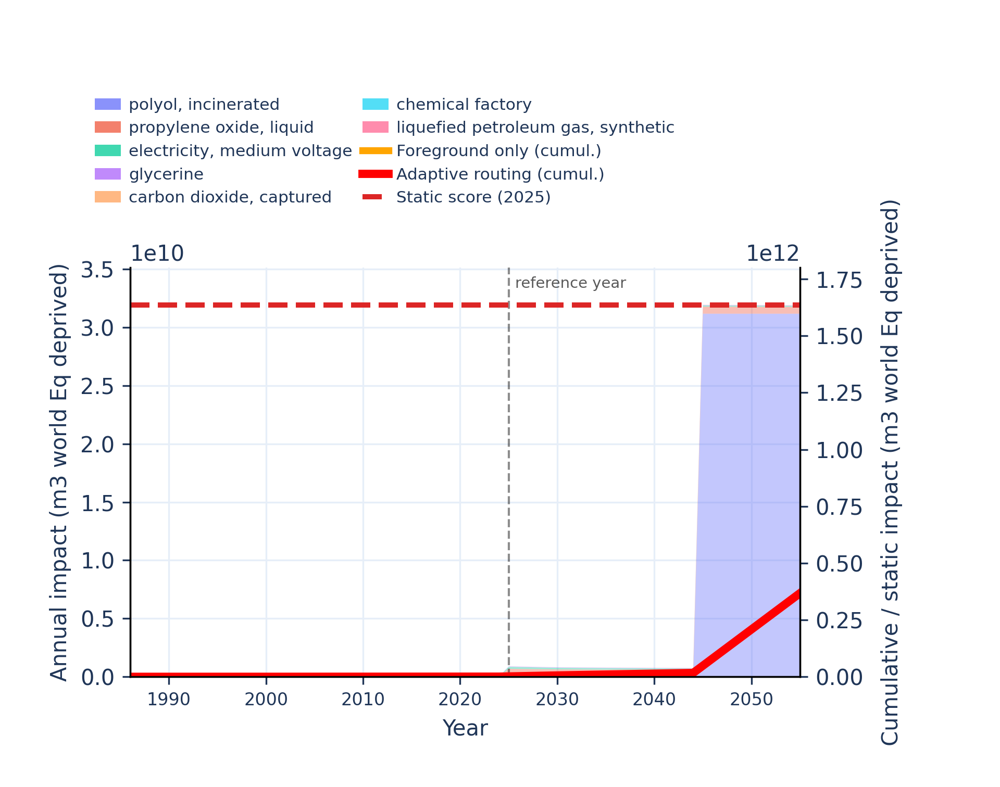 polyol, incinerated
propylene oxide, liquid
electricity, medium voltage
glycerine
carbon dioxide, captured
chemical factory
liquefied petroleum gas, synthetic
Foreground only (cumul.)
Adaptive routing (cumul.)
Static score (2025)
1e10
1e12
reference year
Annual impact (m3 world Eq deprived)
3.5
3.0
2.5
2.0
1.5
1.0
0.5
0.0
1.75
1.50
1.25
1.00
0.75
0.50
0.25
0.00
Cumulative / static impact (m3 world Eq deprived)
1990
2000
2010
2020
2030
2040
2050
Year